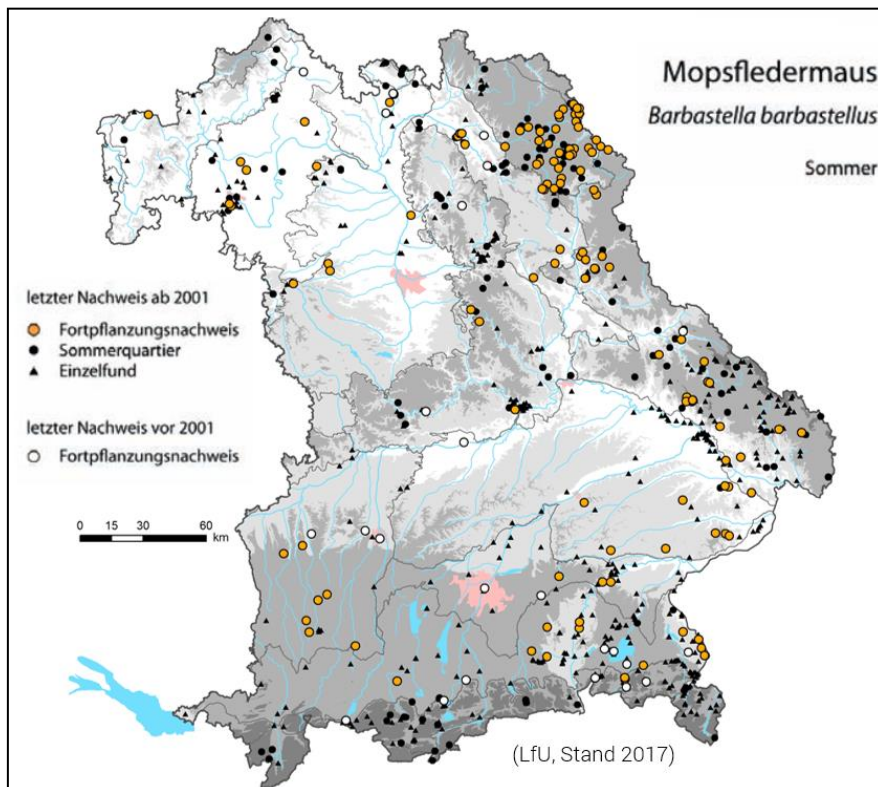 Mopsfledermaus
Barbastella barbastellus
Sommer
letzter Nachweis ab 2001
Fortpflanzungsnachweis
Sommerquartier
Einzelfund
letzter Nachweis vor 2001
Fortpflanzungsnachweis
0 15 30 60
km
(LfU, Stand 2017)